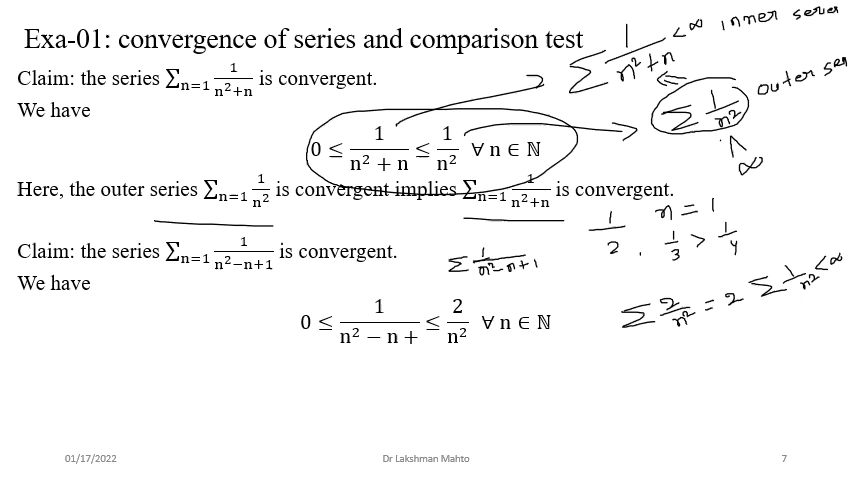 Exa-01: convergence of series and comparison test
∑ 1/(n²+n) <∞ inner series
Claim: the series ∑ₙ₌₁ 1/(n²+n) is convergent.
∑ 1/n² outer ser
^
∞
We have
0 ≤ 1/(n² + n) ≤ 1/n² ∀ n ∈ ℕ
Here, the outer series ∑ₙ₌₁ 1/n² is convergent implies ∑ₙ₌₁ 1/(n²+n) is convergent.
n = 1
1/2 , 1/3 > 1/4
Claim: the series ∑ₙ₌₁ 1/(n²−n+1) is convergent.
∑ 1/(n²-n+1)
We have
∑ 2/n² = 2 ∑ 1/n² <∞
0 ≤ 1/(n² − n +) ≤ 2/n² ∀ n ∈ ℕ
01/17/2022
Dr Lakshman Mahto
7